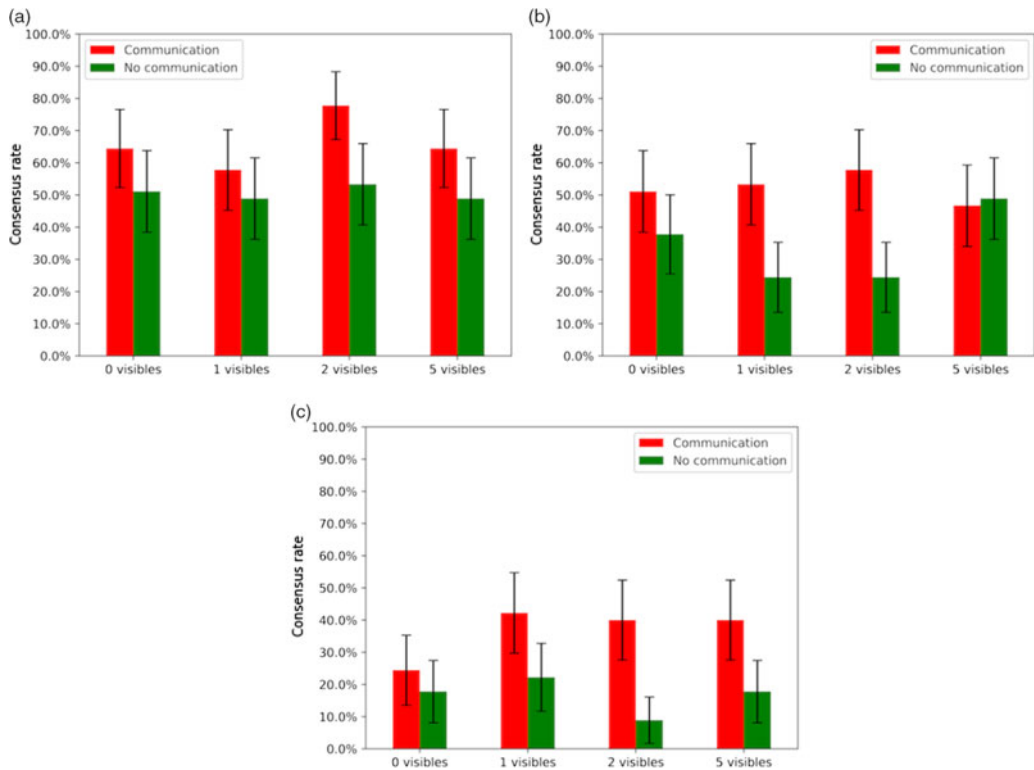 (a)
100.0%
90.0%
80.0%
70.0%
60.0%
50.0%
40.0%
30.0%
20.0%
10.0%
0.0%
Consensus rate
Communication
No communication
0 visibles 1 visibles 2 visibles 5 visibles
(b)
100.0%
90.0%
80.0%
70.0%
60.0%
50.0%
40.0%
30.0%
20.0%
10.0%
0.0%
Consensus rate
Communication
No communication
0 visibles 1 visibles 2 visibles 5 visibles
(c)
100.0%
90.0%
80.0%
70.0%
60.0%
50.0%
40.0%
30.0%
20.0%
10.0%
0.0%
Consensus rate
Communication
No communication
0 visibles 1 visibles 2 visibles 5 visibles